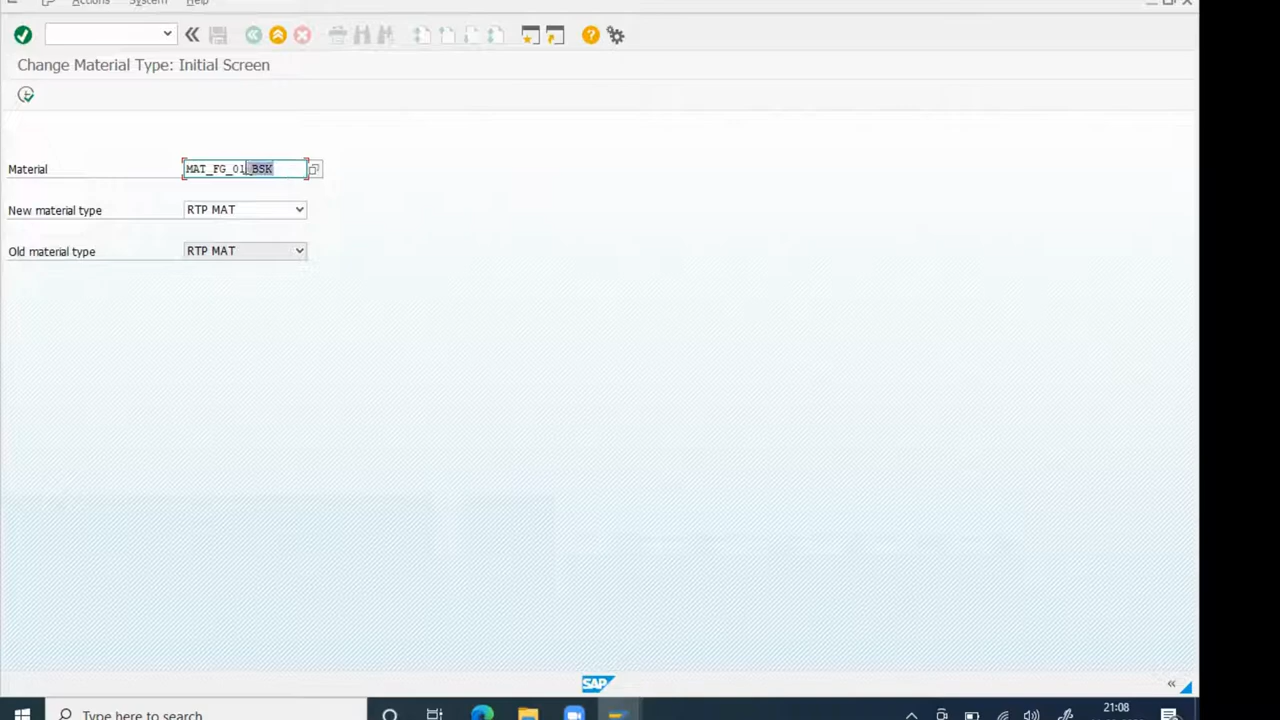 Actions System Help
Change Material Type: Initial Screen
Material MAT_FG_01_BSK
New material type RTP MAT
Old material type RTP MAT
SAP
Type here to search
21:08